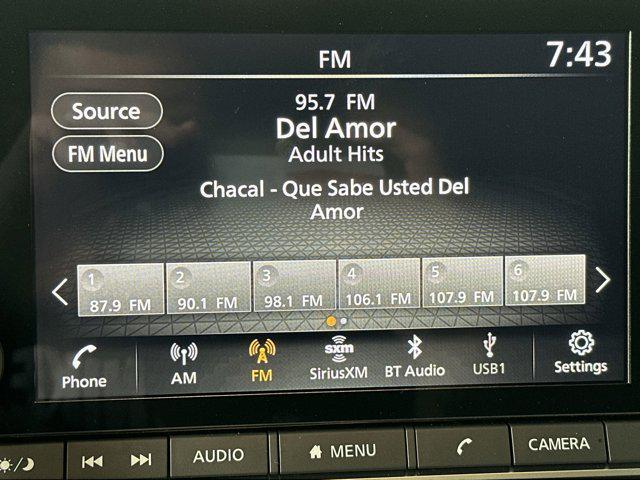 FM
7:43
Source
95.7 FM
Del Amor
FM Menu
Adult Hits
Chacal - Que Sabe Usted Del
Amor
1 2 3 4 5 6
87.9 FM 90.1 FM 98.1 FM 106.1 FM 107.9 FM 107.9 FM
Phone AM FM SiriusXM BT Audio USB1 Settings
sxm
AUDIO MENU CAMERA